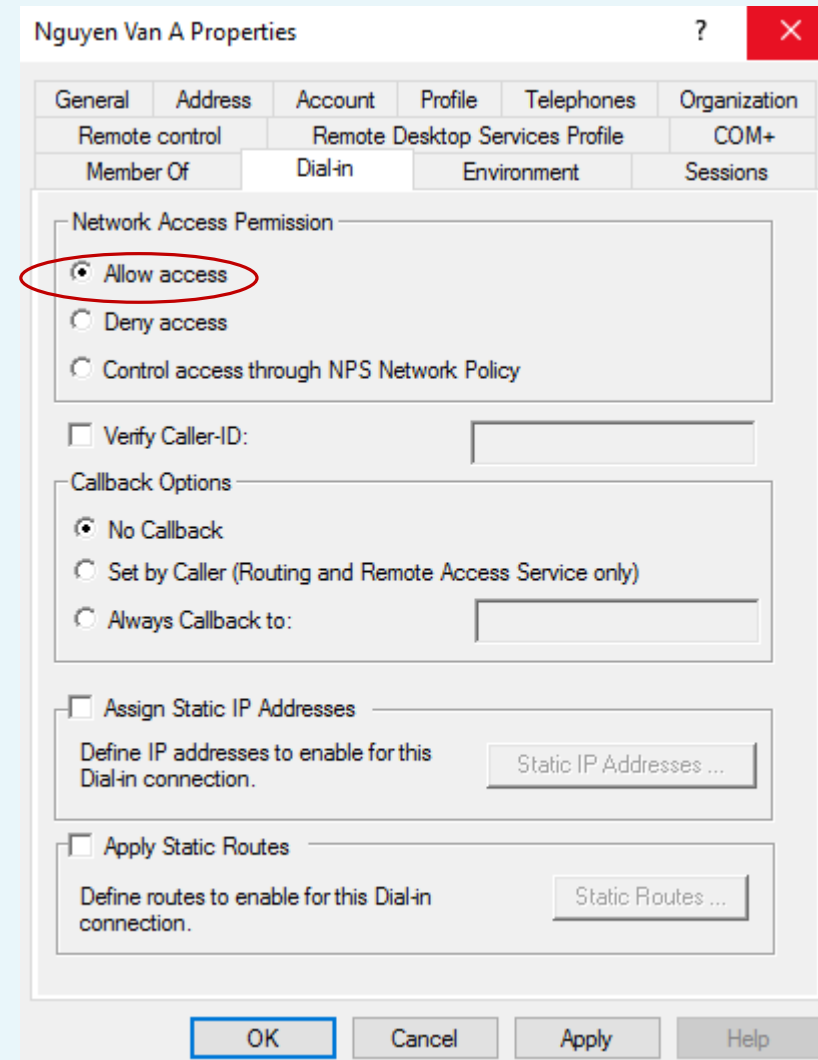 Nguyen Van A Properties ?
General Address Account Profile Telephones Organization
Remote control Remote Desktop Services Profile COM+
Member Of Dial-in Environment Sessions
Network Access Permission
Allow access
Deny access
Control access through NPS Network Policy
Verify Caller-ID:
Callback Options
No Callback
Set by Caller (Routing and Remote Access Service only)
Always Callback to:
Assign Static IP Addresses
Define IP addresses to enable for this
Dial-in connection.
Static IP Addresses ...
Apply Static Routes
Define routes to enable for this Dial-in
connection.
Static Routes ...
OK Cancel Apply Help